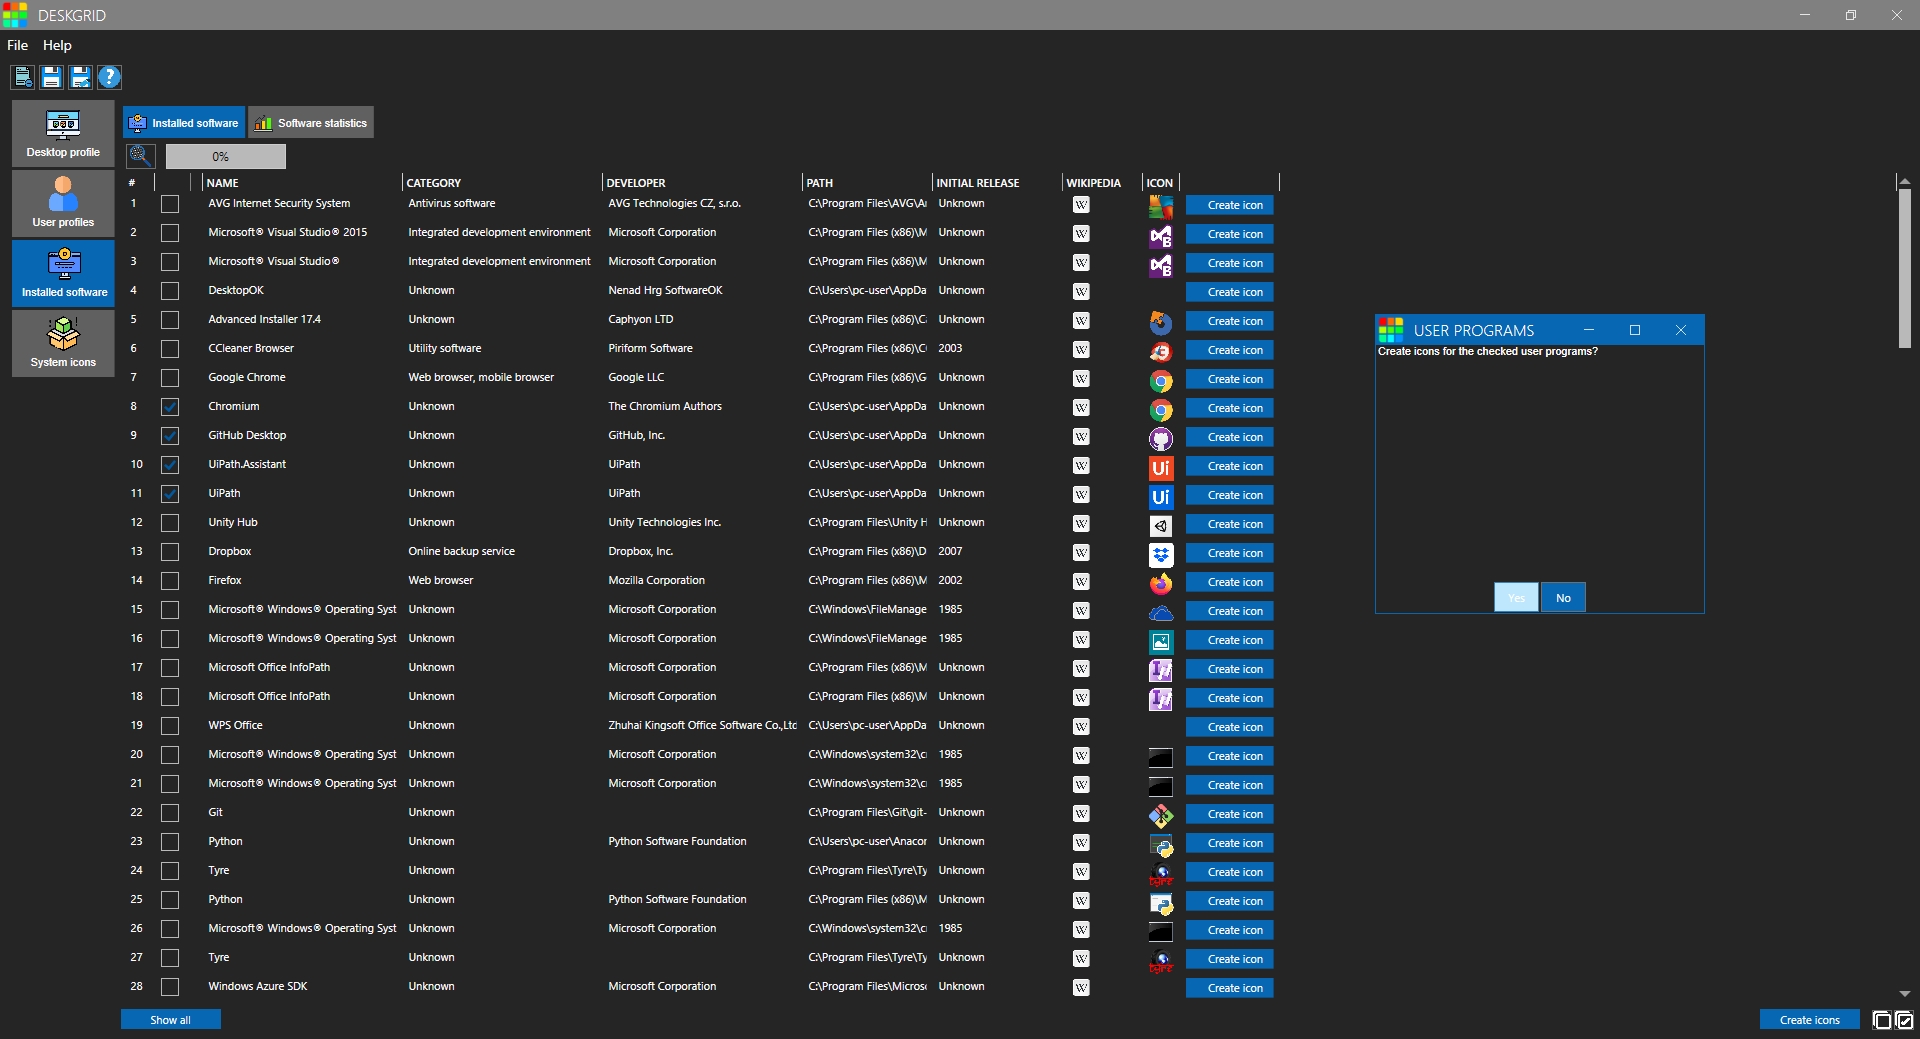 DESKGRID
File Help
Installed software Software statistics
0%
Desktop profile
User profiles
Installed software
System icons
# NAME CATEGORY DEVELOPER PATH INITIAL RELEASE WIKIPEDIA ICON
1 AVG Internet Security System Antivirus software AVG Technologies CZ, s.r.o. C:\Program Files\AVG\A Unknown W Create icon
2 Microsoft® Visual Studio® 2015 Integrated development environment Microsoft Corporation C:\Program Files (x86)\M Unknown W Create icon
3 Microsoft® Visual Studio® Integrated development environment Microsoft Corporation C:\Program Files (x86)\M Unknown W Create icon
4 DesktopOK Unknown Nenad Hrg SoftwareOK C:\Users\pc-user\AppDa Unknown W Create icon
5 Advanced Installer 17.4 Unknown Caphyon LTD C:\Program Files (x86)\C Unknown W Create icon
6 CCleaner Browser Utility software Piriform Software C:\Program Files (x86)\C 2003 W Create icon
7 Google Chrome Web browser, mobile browser Google LLC C:\Program Files (x86)\G Unknown W Create icon
8 Chromium Unknown The Chromium Authors C:\Users\pc-user\AppDa Unknown W Create icon
9 GitHub Desktop Unknown GitHub, Inc. C:\Users\pc-user\AppDa Unknown W Create icon
10 UiPath.Assistant Unknown UiPath C:\Users\pc-user\AppDa Unknown W Ui Create icon
11 UiPath Unknown UiPath C:\Users\pc-user\AppDa Unknown W Ui Create icon
12 Unity Hub Unknown Unity Technologies Inc. C:\Program Files\Unity H Unknown W Create icon
13 Dropbox Online backup service Dropbox, Inc. C:\Program Files (x86)\D 2007 W Create icon
14 Firefox Web browser Mozilla Corporation C:\Program Files (x86)\M 2002 W Create icon
15 Microsoft® Windows® Operating Syst Unknown Microsoft Corporation C:\Windows\FileManage 1985 W Create icon
16 Microsoft® Windows® Operating Syst Unknown Microsoft Corporation C:\Windows\FileManage 1985 W Create icon
17 Microsoft Office InfoPath Unknown Microsoft Corporation C:\Program Files (x86)\M Unknown W Create icon
18 Microsoft Office InfoPath Unknown Microsoft Corporation C:\Program Files (x86)\M Unknown W Create icon
19 WPS Office Unknown Zhuhai Kingsoft Office Software Co.,Ltd C:\Users\pc-user\AppDa Unknown W Create icon
20 Microsoft® Windows® Operating Syst Unknown Microsoft Corporation C:\Windows\system32\c 1985 W Create icon
21 Microsoft® Windows® Operating Syst Unknown Microsoft Corporation C:\Windows\system32\c 1985 W Create icon
22 Git Unknown C:\Program Files\Git\git- Unknown W Create icon
23 Python Unknown Python Software Foundation C:\Users\pc-user\Anacor Unknown W Create icon
24 Tyre Unknown C:\Program Files\Tyre\Ty Unknown W tyre Create icon
25 Python Unknown Python Software Foundation C:\Program Files (x86)\M Unknown W Create icon
26 Microsoft® Windows® Operating Syst Unknown Microsoft Corporation C:\Windows\system32\c 1985 W Create icon
27 Tyre Unknown C:\Program Files\Tyre\Ty Unknown W tyre Create icon
28 Windows Azure SDK Unknown Microsoft Corporation C:\Program Files\Micros Unknown W Create icon
Show all Create icons
USER PROGRAMS
Create icons for the checked user programs?
Yes No